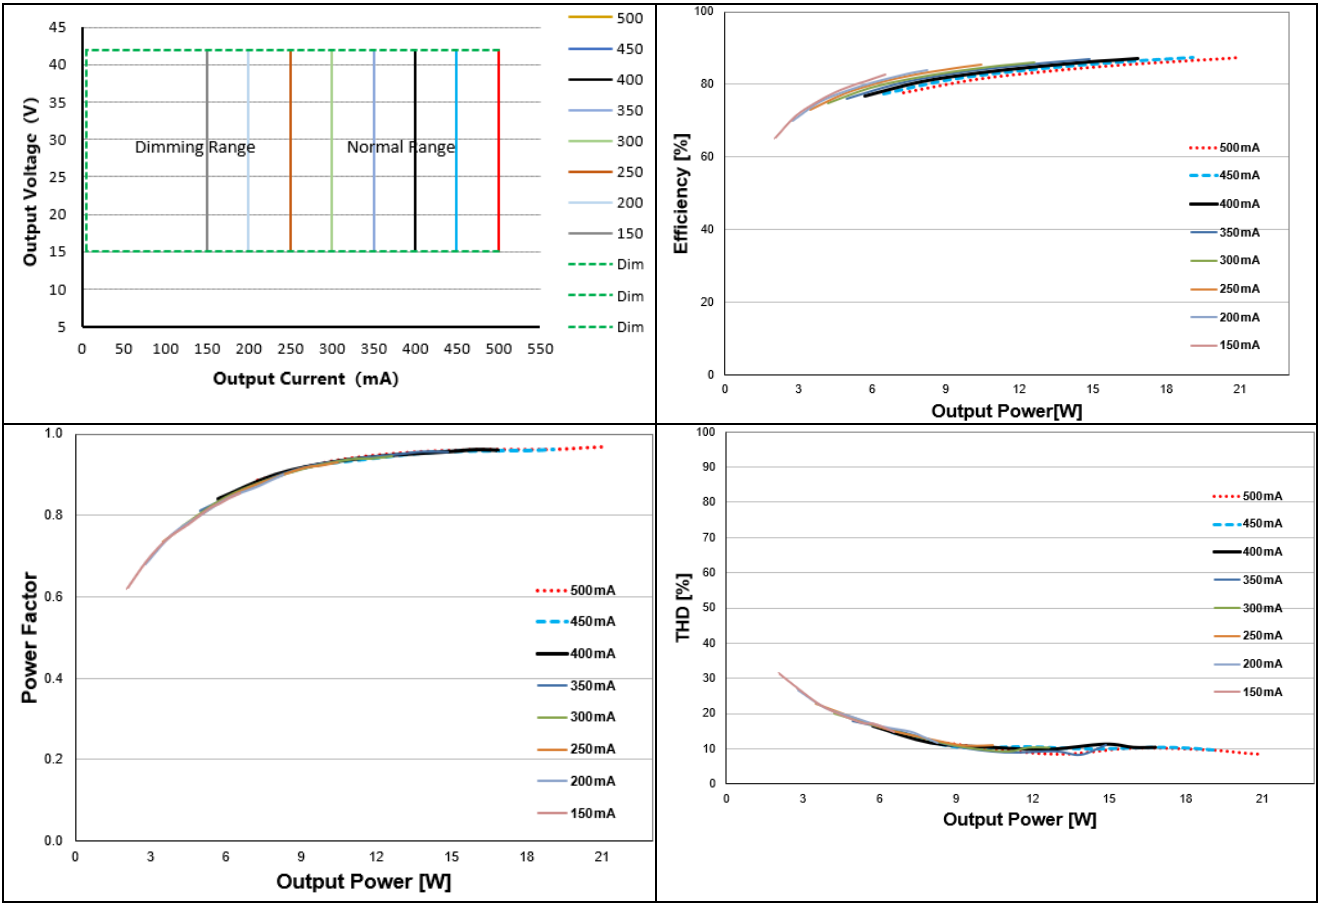 45
40
35
30
25
20
15
10
5
Output Voltage (V)
Dimming Range
Normal Range
0 50 100 150 200 250 300 350 400 450 500 550
Output Current (mA)
500
450
400
350
300
250
200
150
Dim
Dim
Dim
100
80
60
40
20
0
Efficiency [%]
500mA
450mA
400mA
350mA
300mA
250mA
200mA
150mA
0 3 6 9 12 15 18 21
Output Power[W]
1.0
0.8
0.6
0.4
0.2
0.0
Power Factor
500mA
450mA
400mA
350mA
300mA
250mA
200mA
150mA
0 3 6 9 12 15 18 21
Output Power [W]
100
90
80
70
60
50
40
30
20
10
0
THD [%]
500mA
450mA
400mA
350mA
300mA
250mA
200mA
150mA
0 3 6 9 12 15 18 21
Output Power [W]